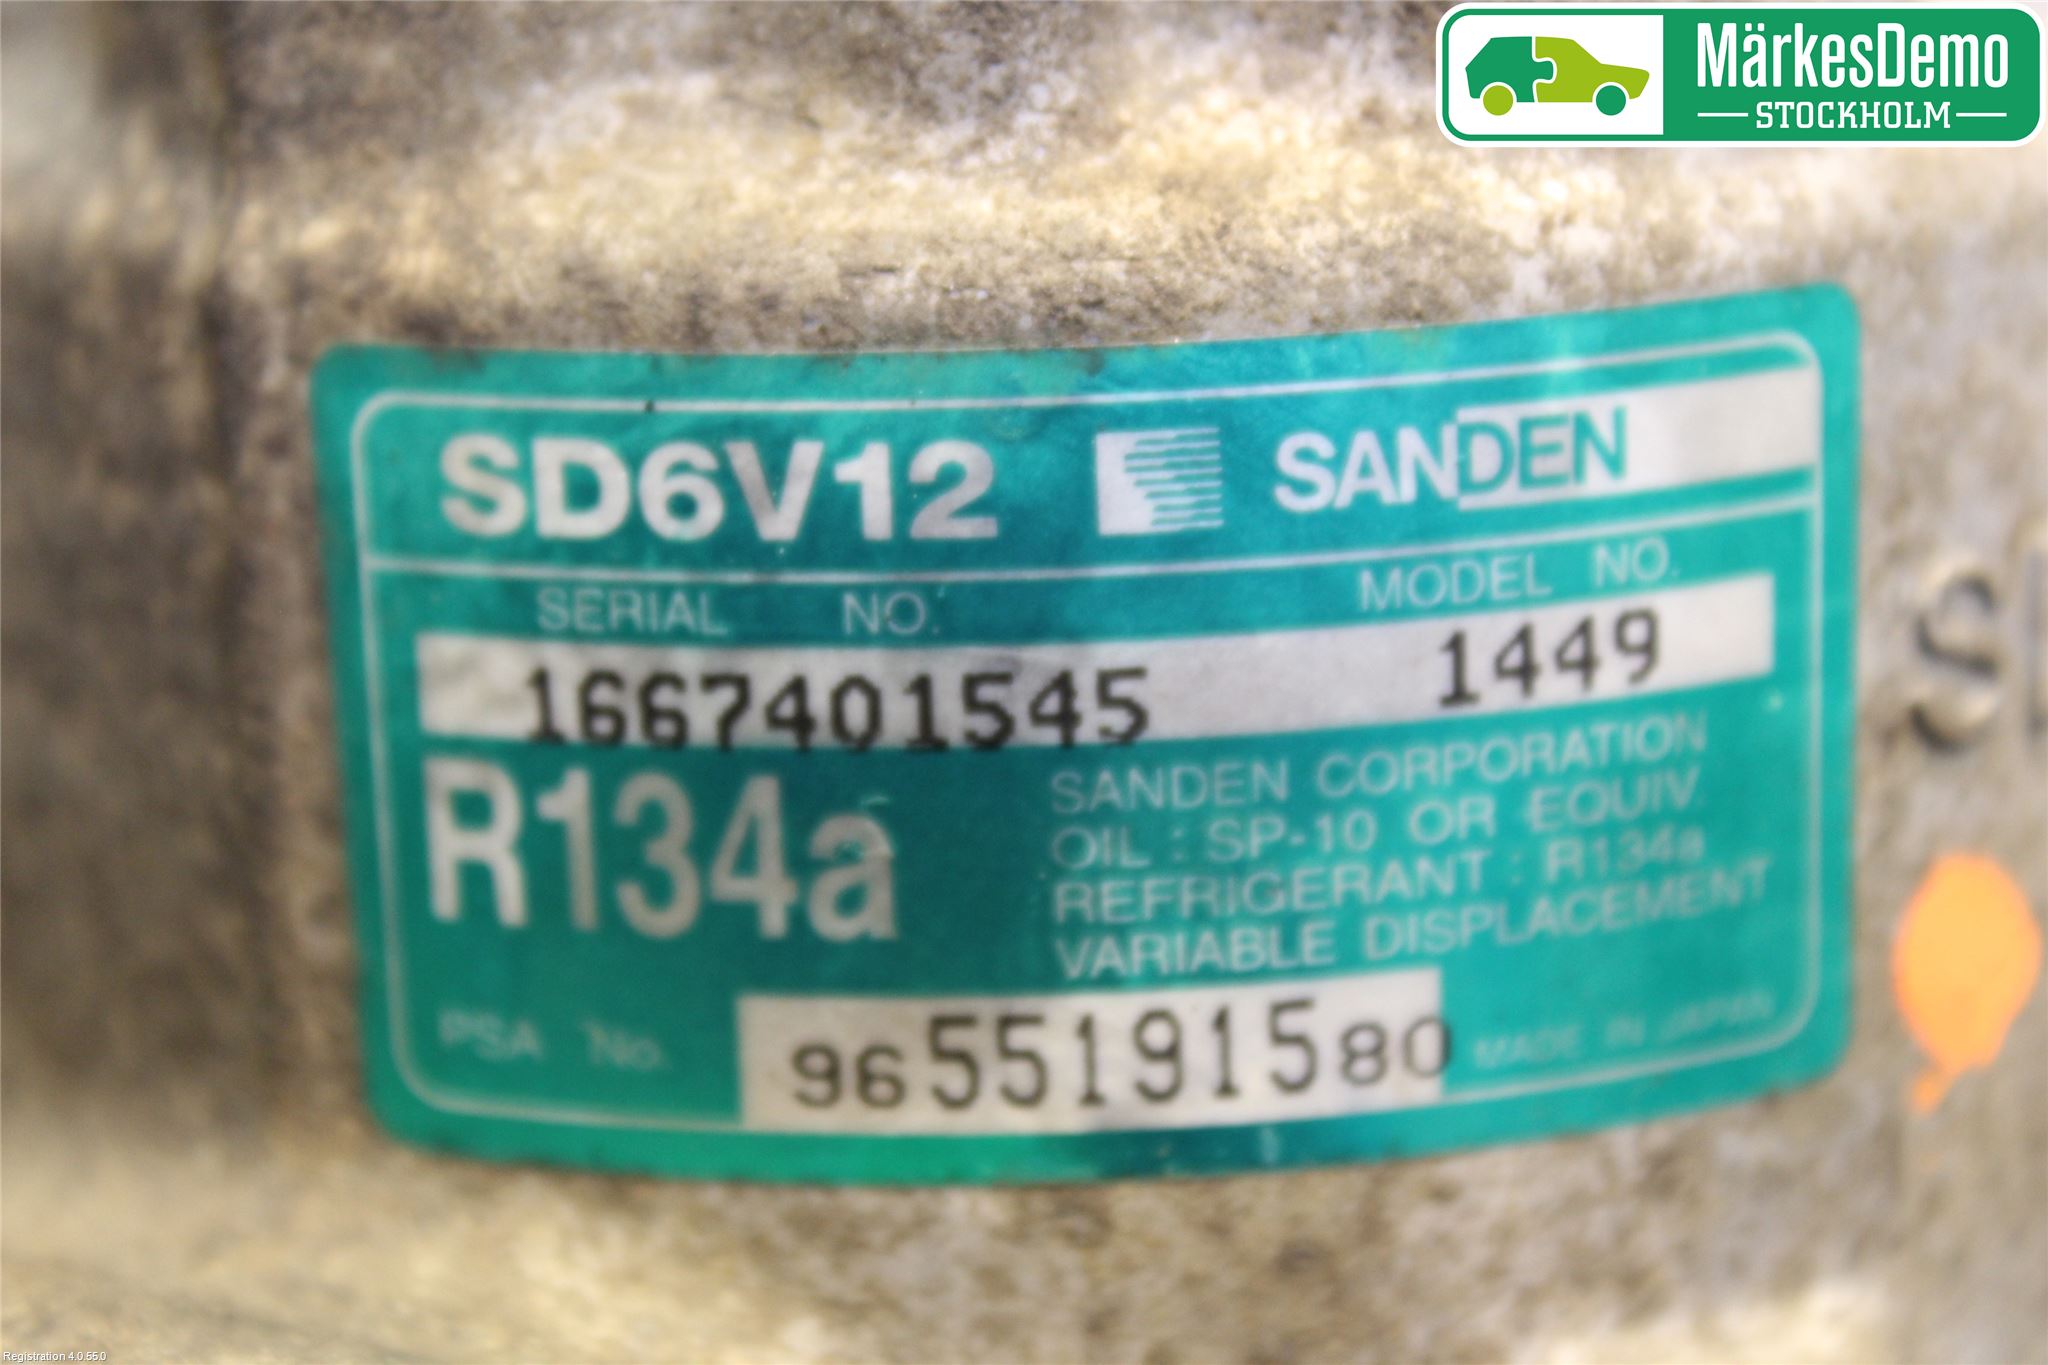 MärkesDemo
STOCKHOLM
SD6V12 SANDEN
SERIAL NO. MODEL NO.
1667401545 1449
R134a
SANDEN CORPORATION
OIL : SP-10 OR EQUIV.
REFRIGERANT : R134a
VARIABLE DISPLACEMENT
PSA No. 9655191580 MADE IN JAPAN
Registration 4.0.55.0